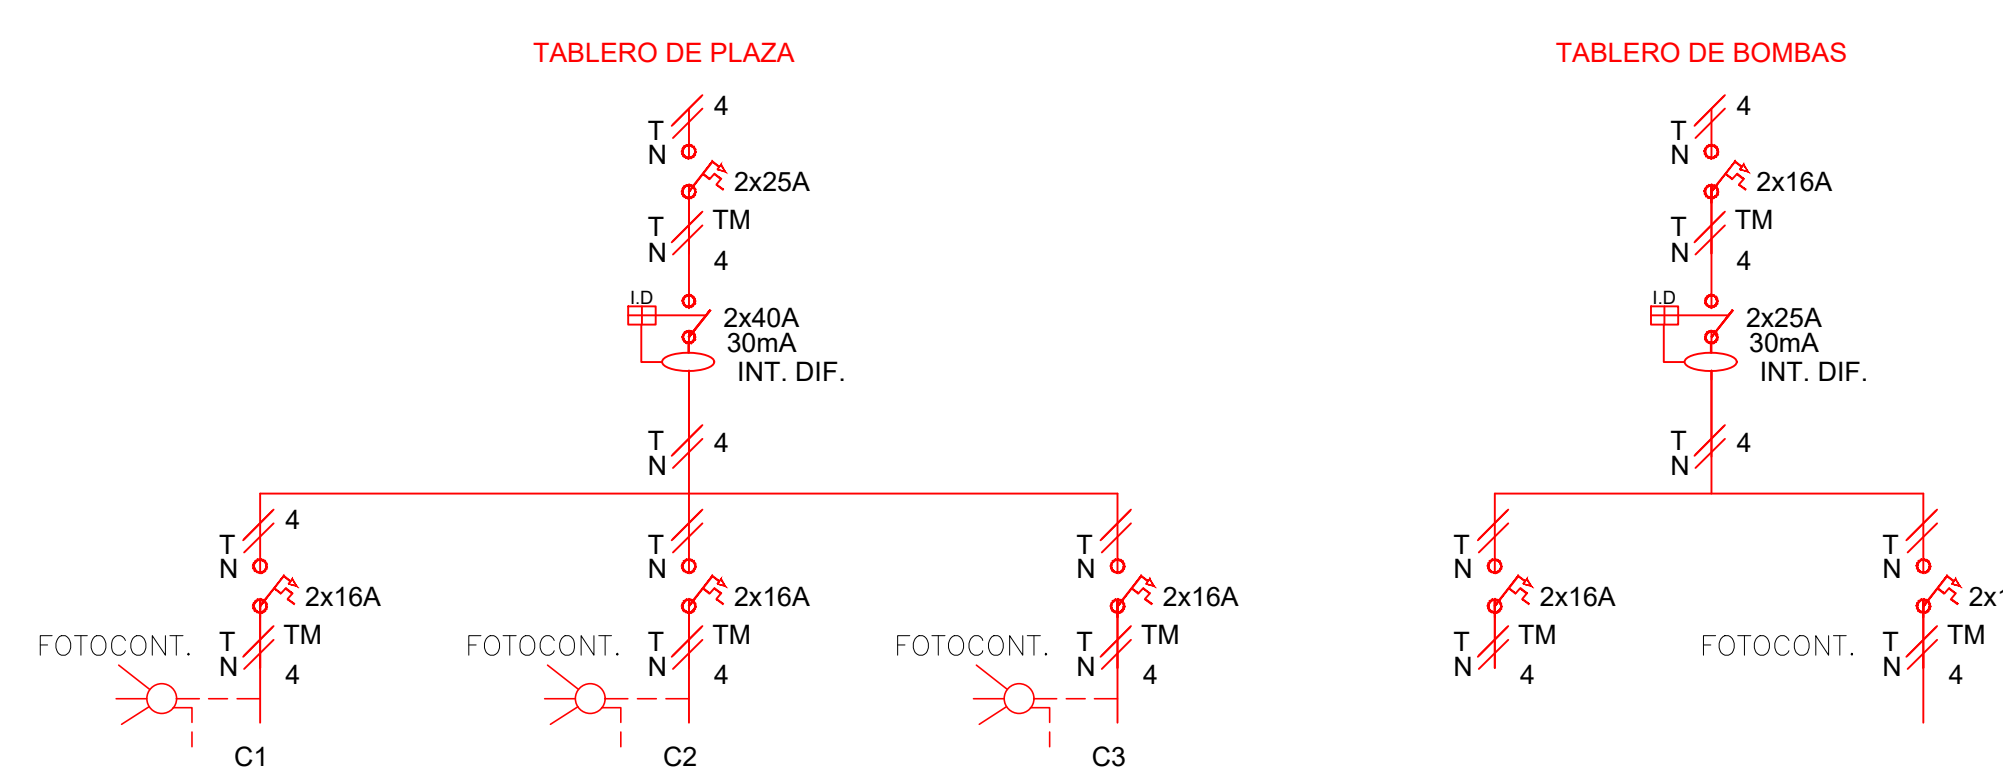 TABLERO DE PLAZA
4
T
N
2x25A
T
TM
N
4
I.D
2x40A
30mA
INT. DIF.
T
4
N
4
T
N
2x16A
FOTOCONT.
T
TM
N
4
C1
T
N
2x16A
FOTOCONT.
T
TM
N
4
C2
T
N
2x16A
FOTOCONT.
T
TM
N
4
C3
TABLERO DE BOMBAS
4
T
N
2x16A
T
TM
N
4
I.D
2x25A
30mA
INT. DIF.
T
4
N
T
N
2x16A
T
TM
N
4
T
N
FOTOCONT.
T
TM
N
4